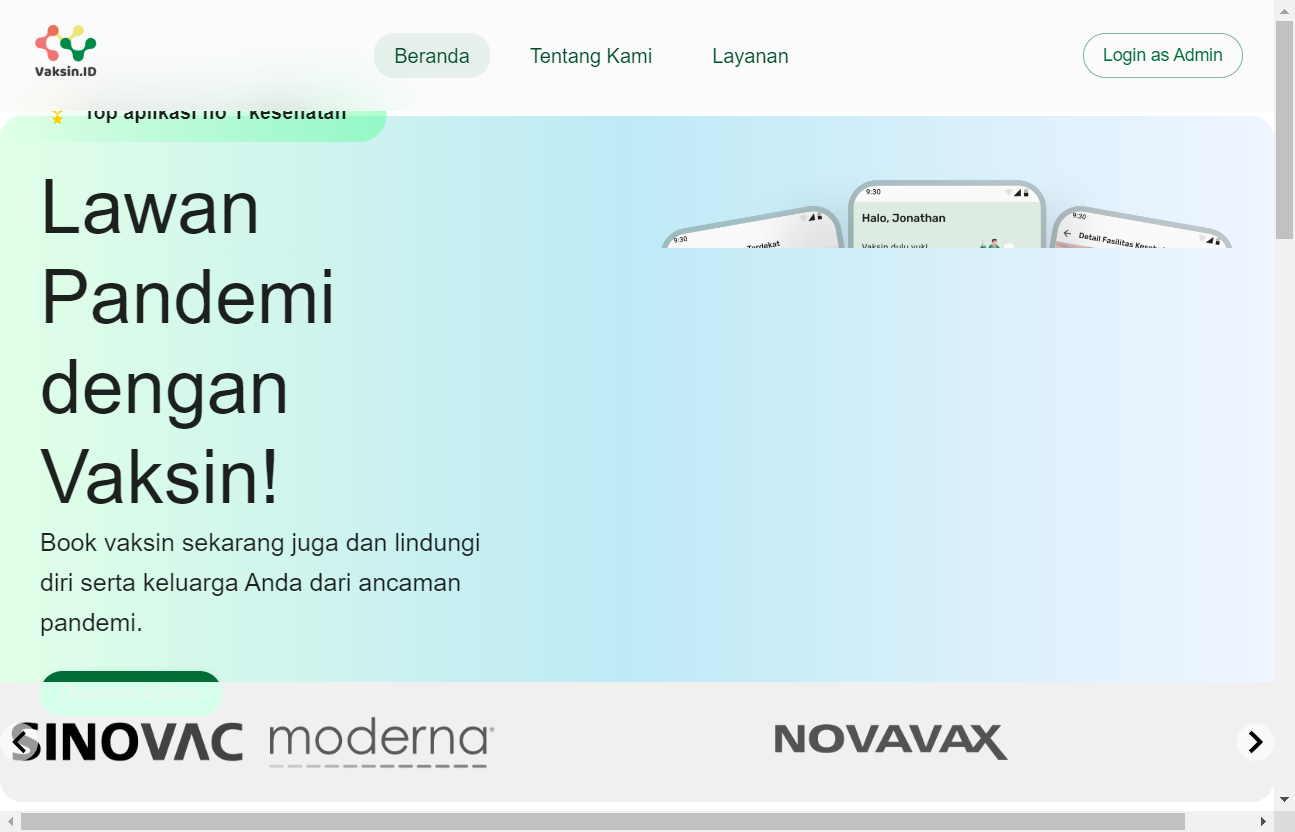 Vaksin.ID
Beranda
Tentang Kami
Layanan
Login as Admin
Top aplikasi no 1 kesehatan
Lawan
Pandemi
dengan
Vaksin!
Book vaksin sekarang juga dan lindungi
diri serta keluarga Anda dari ancaman
pandemi.
9:30
Terdekat
9:30
Halo, Jonathan
Vaksin dulu yuk!
9:30
Detail Fasilitas
SINOVAC
moderna
NOVAVAX